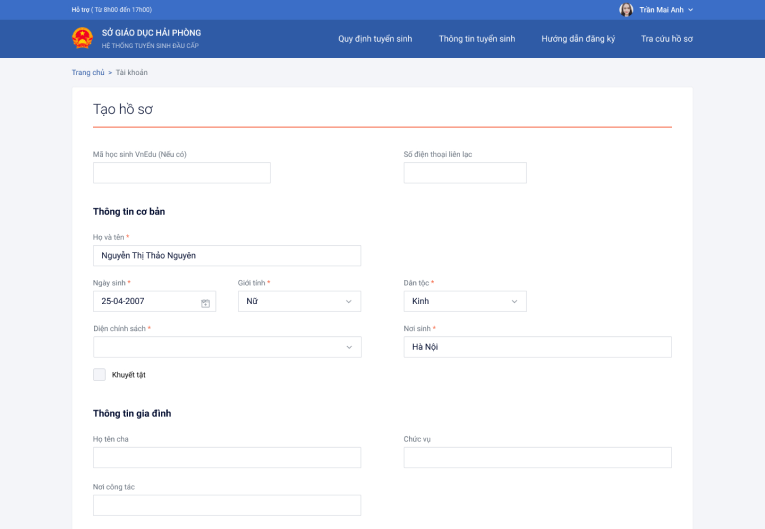 Hỗ trợ ( Từ 8h00 đến 17h00)
Trần Mai Anh
SỞ GIÁO DỤC HẢI PHÒNG
HỆ THỐNG TUYỂN SINH ĐẦU CẤP
Quy định tuyển sinh
Thông tin tuyển sinh
Hướng dẫn đăng ký
Tra cứu hồ sơ
Trang chủ > Tài khoản
Tạo hồ sơ
Mã học sinh VnEdu (Nếu có)
Số điện thoại liên lạc
Thông tin cơ bản
Họ và tên *
Nguyễn Thị Thảo Nguyên
Ngày sinh *
Giới tính *
Dân tộc *
25-04-2007
Nữ
Kinh
Diện chính sách *
Nơi sinh *
Hà Nội
Khuyết tật
Thông tin gia đình
Họ tên cha
Chức vụ
Nơi công tác